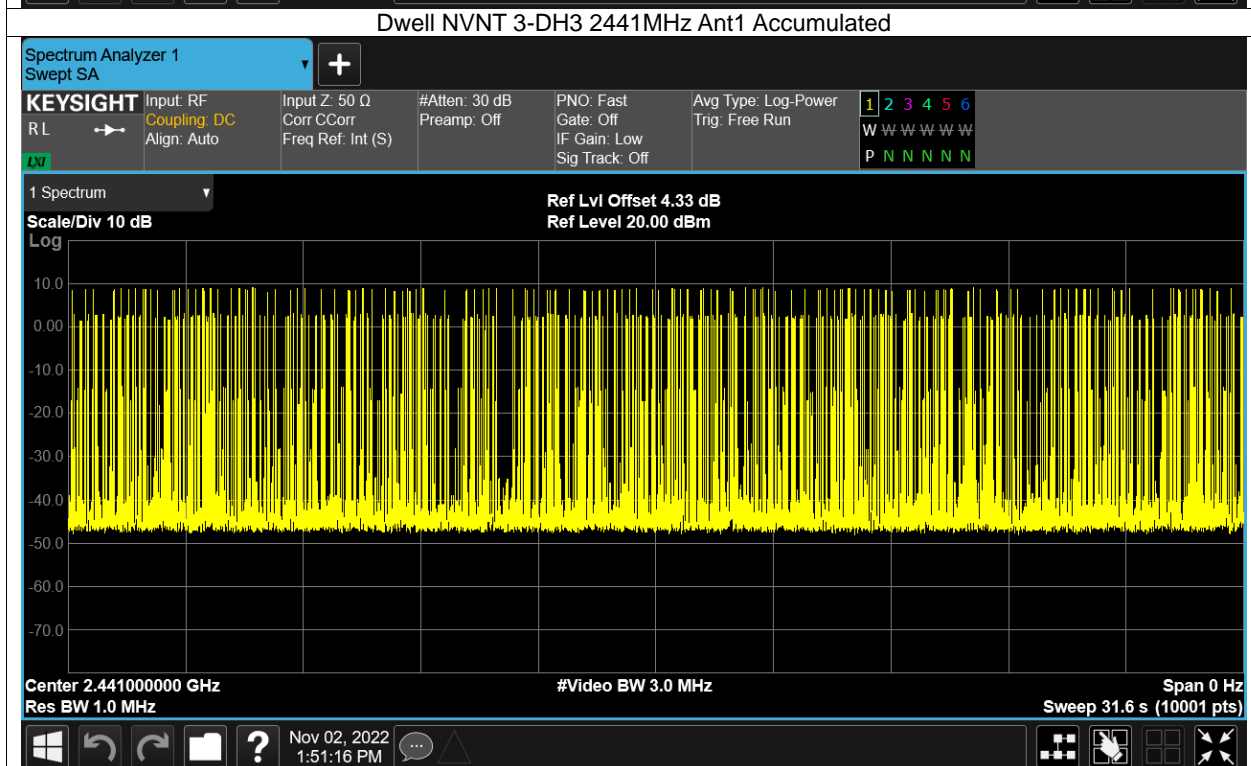 Dwell NVNT 3-DH3 2441MHz Ant1 Accumulated
Spectrum Analyzer 1
Swept SA
KEYSIGHT
R L
LXI
Input: RF
Coupling: DC
Align: Auto
Input Z: 50 Ω
Corr CCorr
Freq Ref: Int (S)
#Atten: 30 dB
Preamp: Off
PNO: Fast
Gate: Off
IF Gain: Low
Sig Track: Off
Avg Type: Log-Power
Trig: Free Run
1 2 3 4 5 6
W W W W W W
P N N N N N
1 Spectrum
Scale/Div 10 dB
Ref Lvl Offset 4.33 dB
Ref Level 20.00 dBm
Log
10.0
0.00
-10.0
-20.0
-30.0
-40.0
-50.0
-60.0
-70.0
Center 2.441000000 GHz
#Video BW 3.0 MHz
Span 0 Hz
Res BW 1.0 MHz
Sweep 31.6 s (10001 pts)
?
Nov 02, 2022
1:51:16 PM